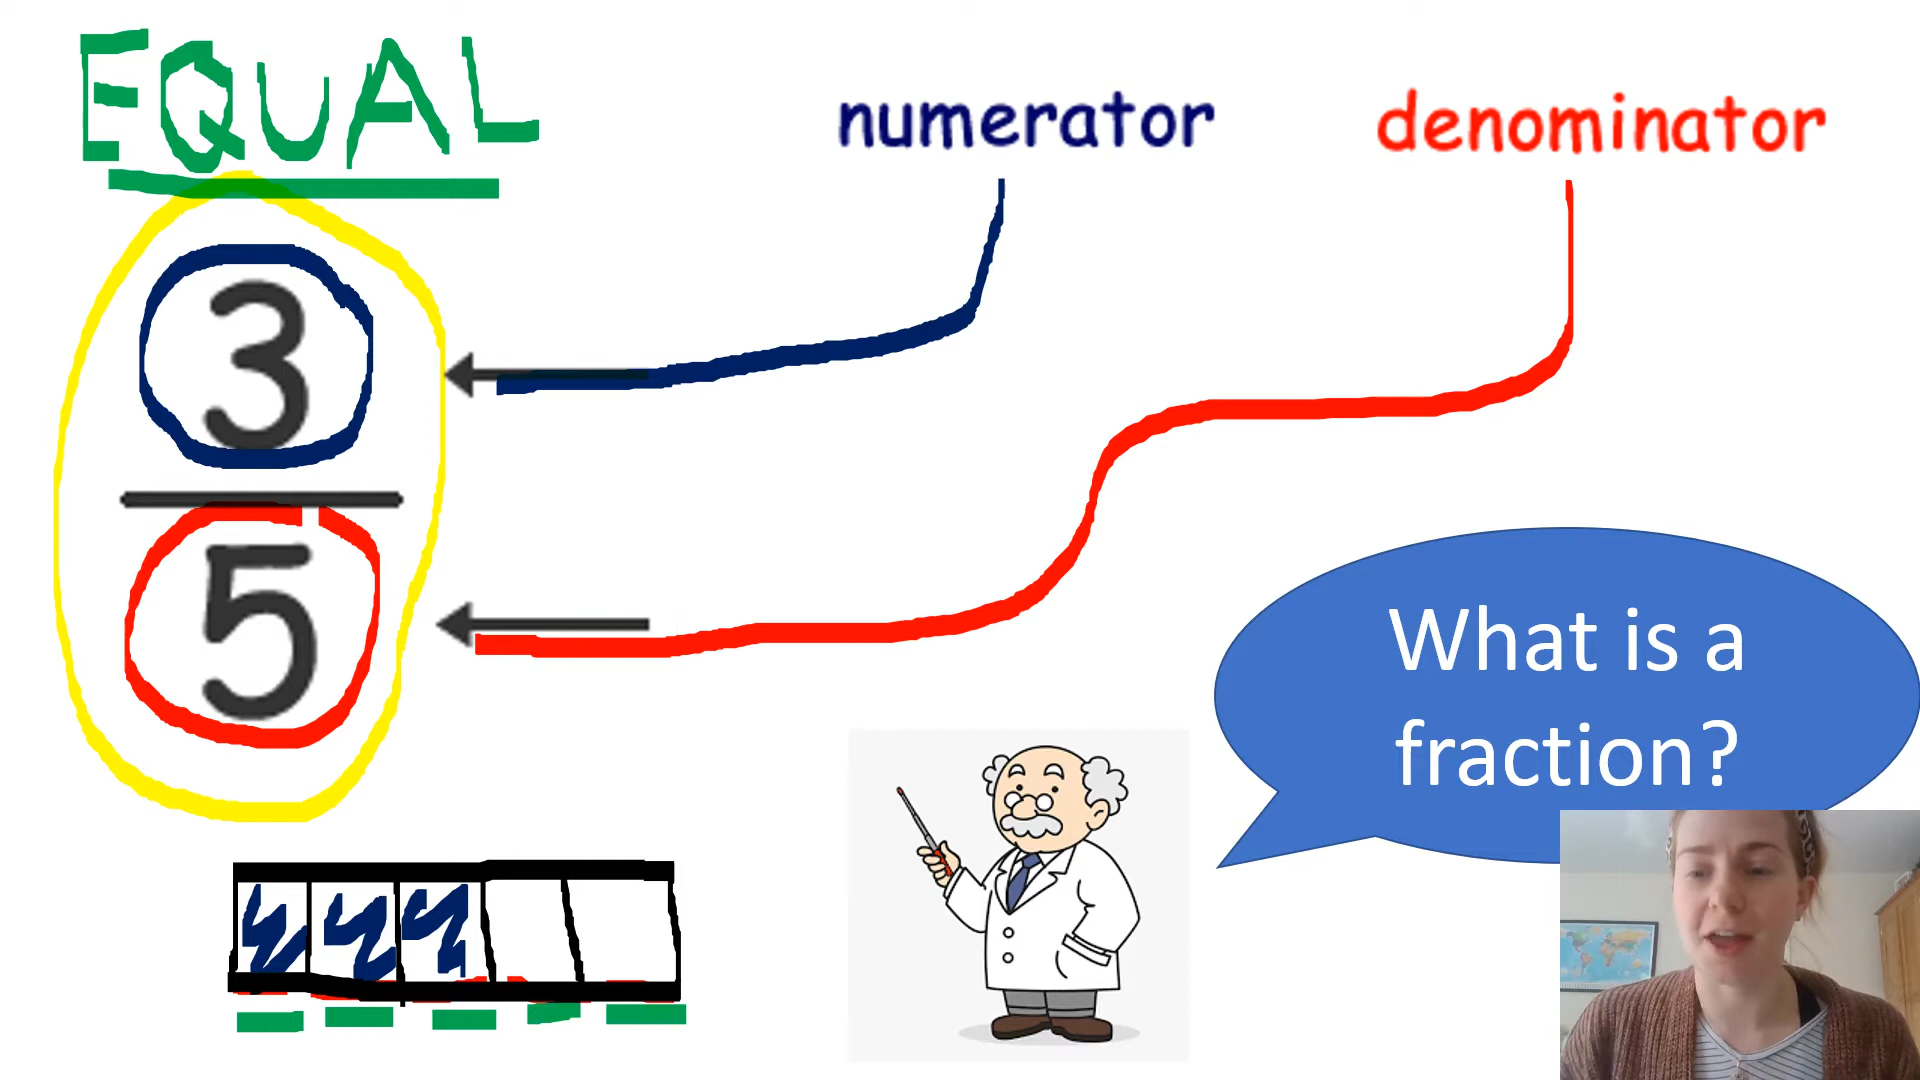 EQUAL
numerator
denominator
3
5
What is a
fraction?